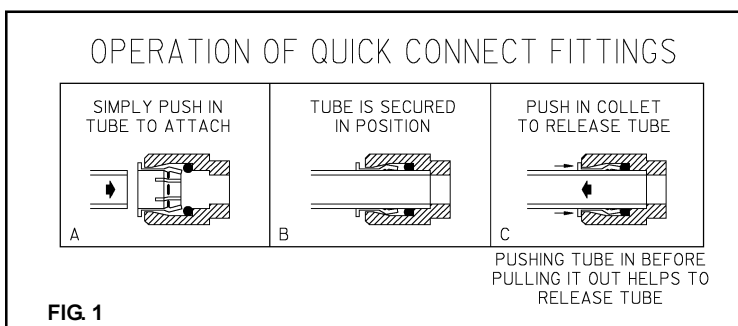 OPERATION OF QUICK CONNECT FITTINGS
SIMPLY PUSH IN
TUBE TO ATTACH
A
TUBE IS SECURED
IN POSITION
B
PUSH IN COLLET
TO RELEASE TUBE
C
PUSHING TUBE IN BEFORE
PULLING IT OUT HELPS TO
RELEASE TUBE
FIG. 1